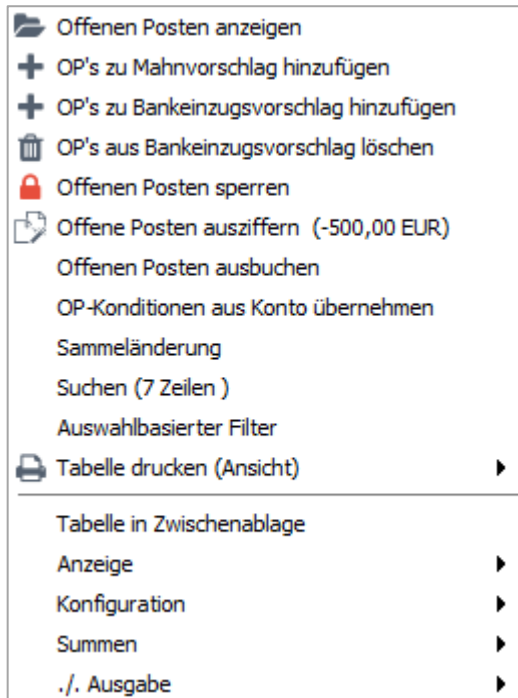 Offenen Posten anzeigen
OP's zu Mahnvorschlag hinzufügen
OP's zu Bankeinzugsvorschlag hinzufügen
OP's aus Bankeinzugsvorschlag löschen
Offenen Posten sperren
Offene Posten ausziffern (-500,00 EUR)
Offenen Posten ausbuchen
OP-Konditionen aus Konto übernehmen
Sammeländerung
Suchen (7 Zeilen )
Auswahlbasierter Filter
Tabelle drucken (Ansicht)
Tabelle in Zwischenablage
Anzeige
Konfiguration
Summen
./. Ausgabe